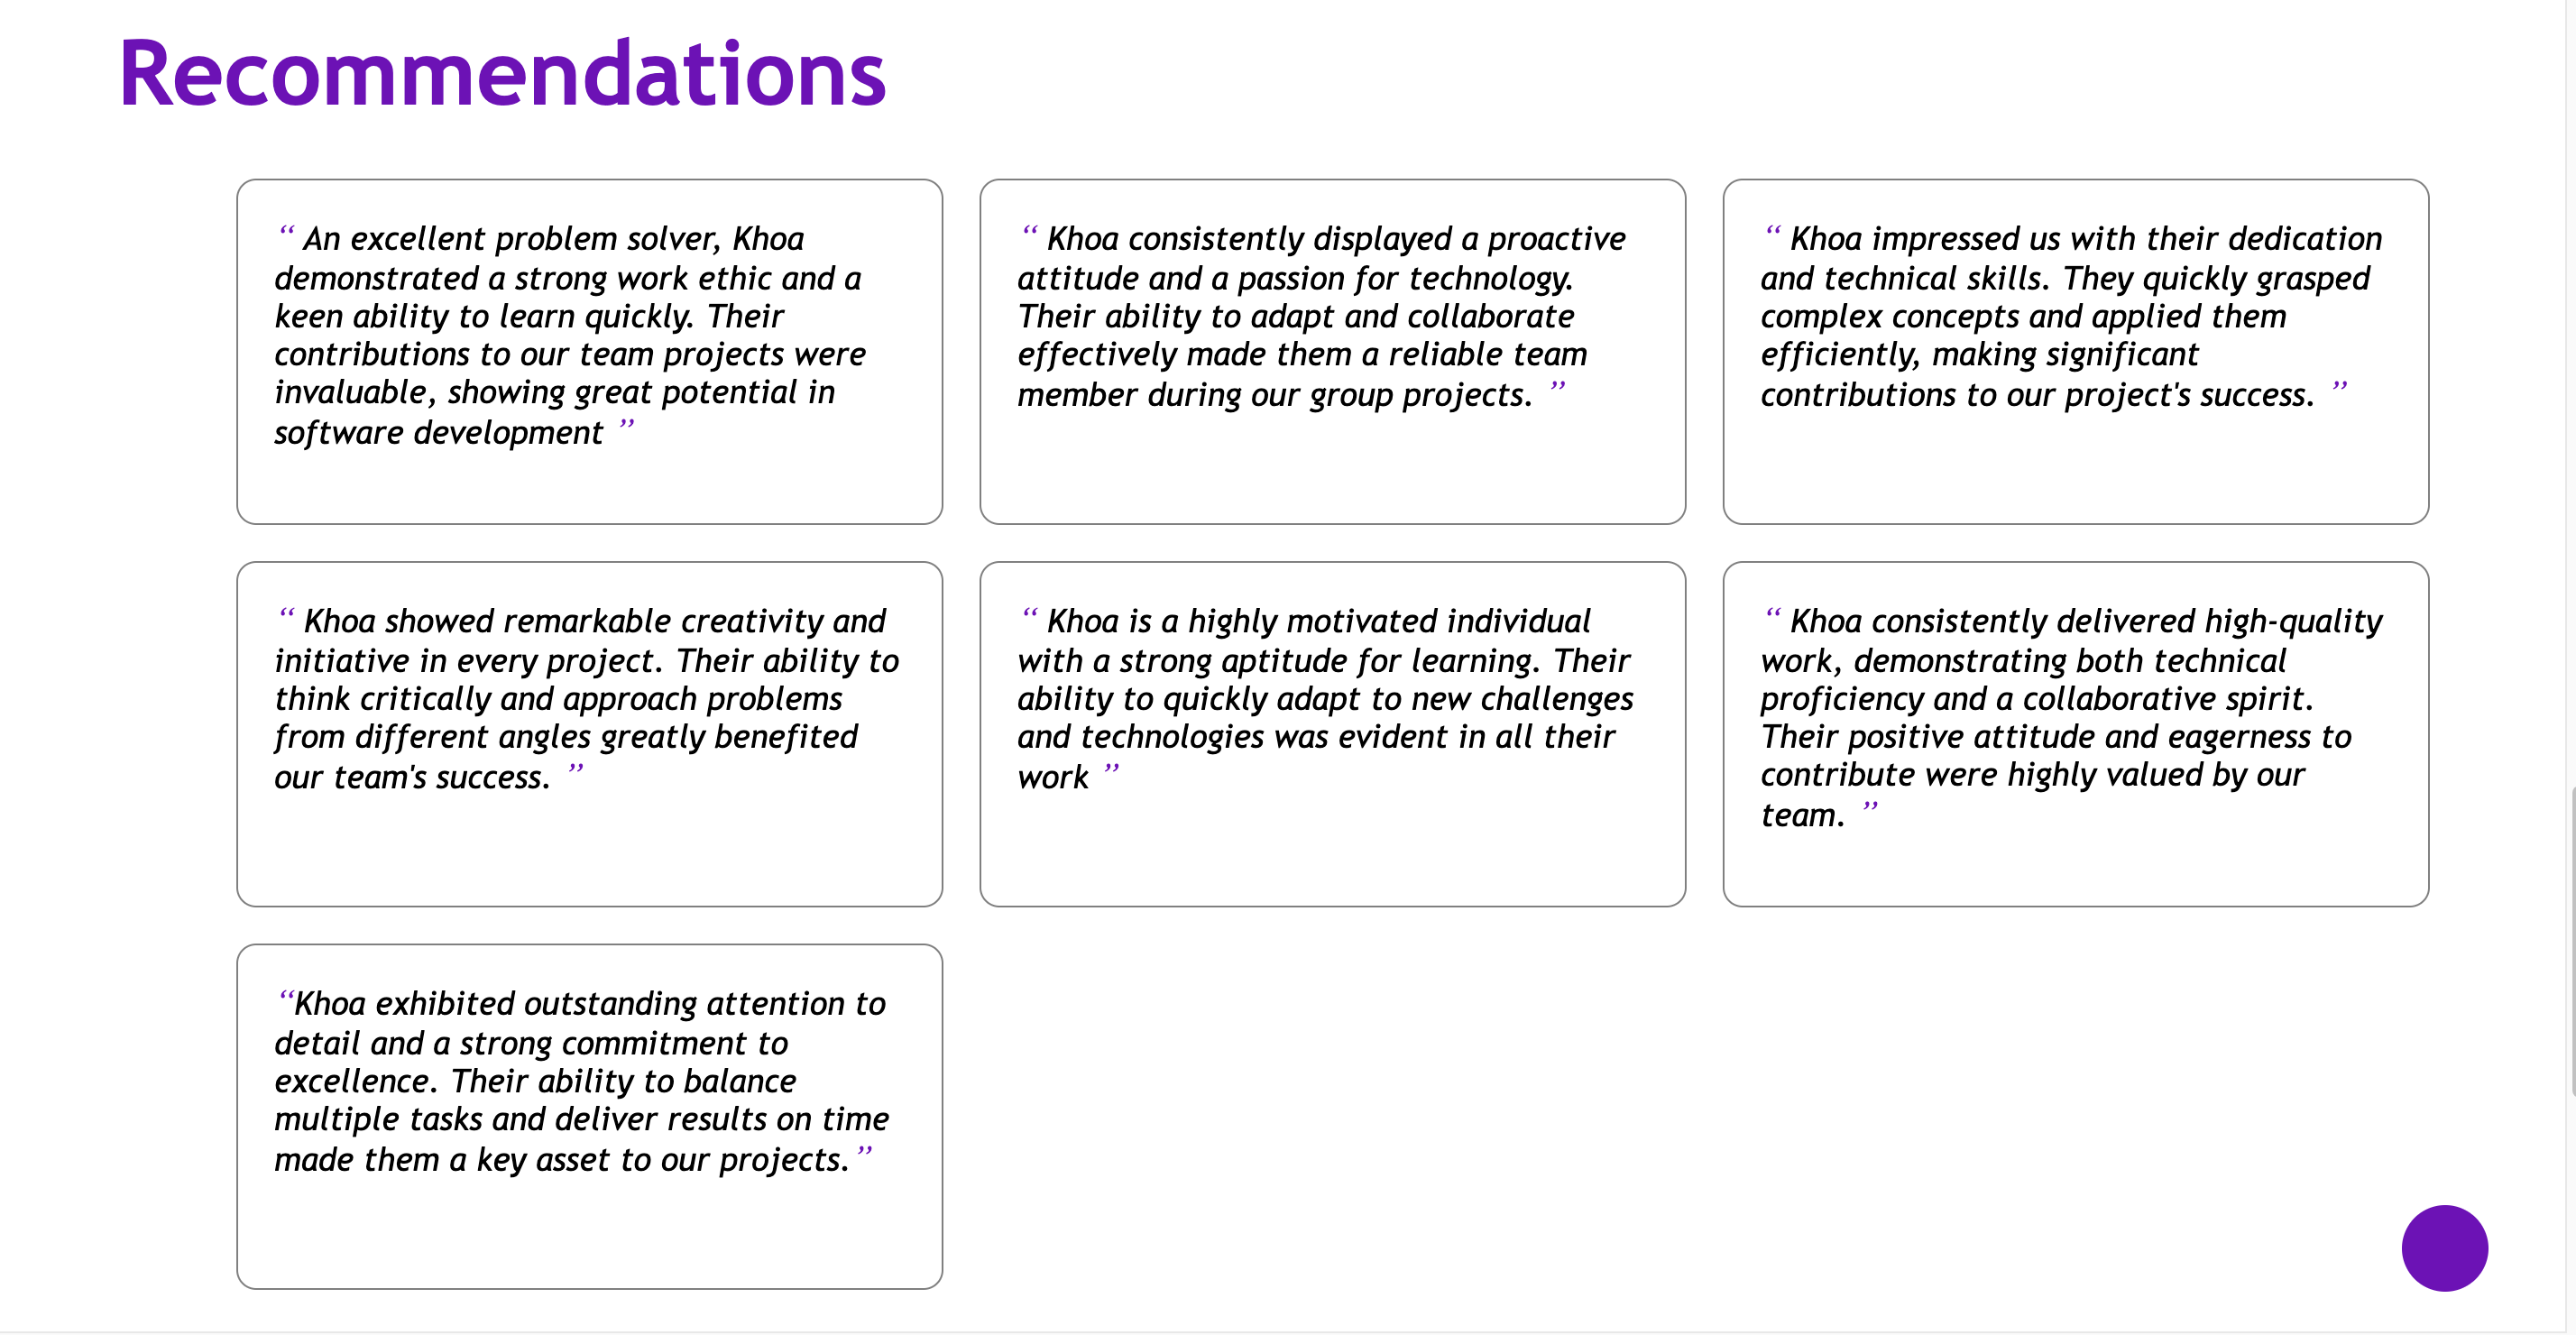 Recommendations
“ An excellent problem solver, Khoa
demonstrated a strong work ethic and a
keen ability to learn quickly. Their
contributions to our team projects were
invaluable, showing great potential in
software development ”
“ Khoa consistently displayed a proactive
attitude and a passion for technology.
Their ability to adapt and collaborate
effectively made them a reliable team
member during our group projects. ”
“ Khoa impressed us with their dedication
and technical skills. They quickly grasped
complex concepts and applied them
efficiently, making significant
contributions to our project's success. ”
“ Khoa showed remarkable creativity and
initiative in every project. Their ability to
think critically and approach problems
from different angles greatly benefited
our team's success. ”
“ Khoa is a highly motivated individual
with a strong aptitude for learning. Their
ability to quickly adapt to new challenges
and technologies was evident in all their
work ”
“ Khoa consistently delivered high-quality
work, demonstrating both technical
proficiency and a collaborative spirit.
Their positive attitude and eagerness to
contribute were highly valued by our
team. ”
“Khoa exhibited outstanding attention to
detail and a strong commitment to
excellence. Their ability to balance
multiple tasks and deliver results on time
made them a key asset to our projects.”